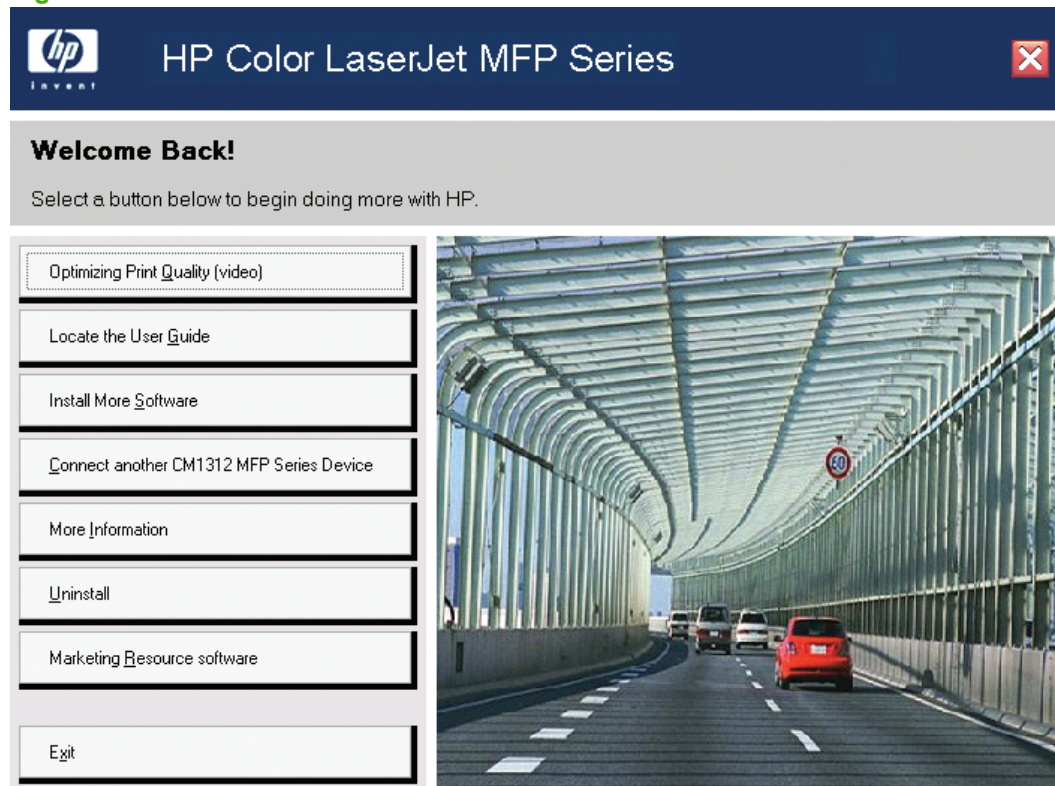 hp
invent
HP Color LaserJet MFP Series
Welcome Back!
Select a button below to begin doing more with HP.
Optimizing Print Quality (video)
Locate the User Guide
Install More Software
Connect another CM1312 MFP Series Device
More Information
Uninstall
Marketing Resource software
Exit
60